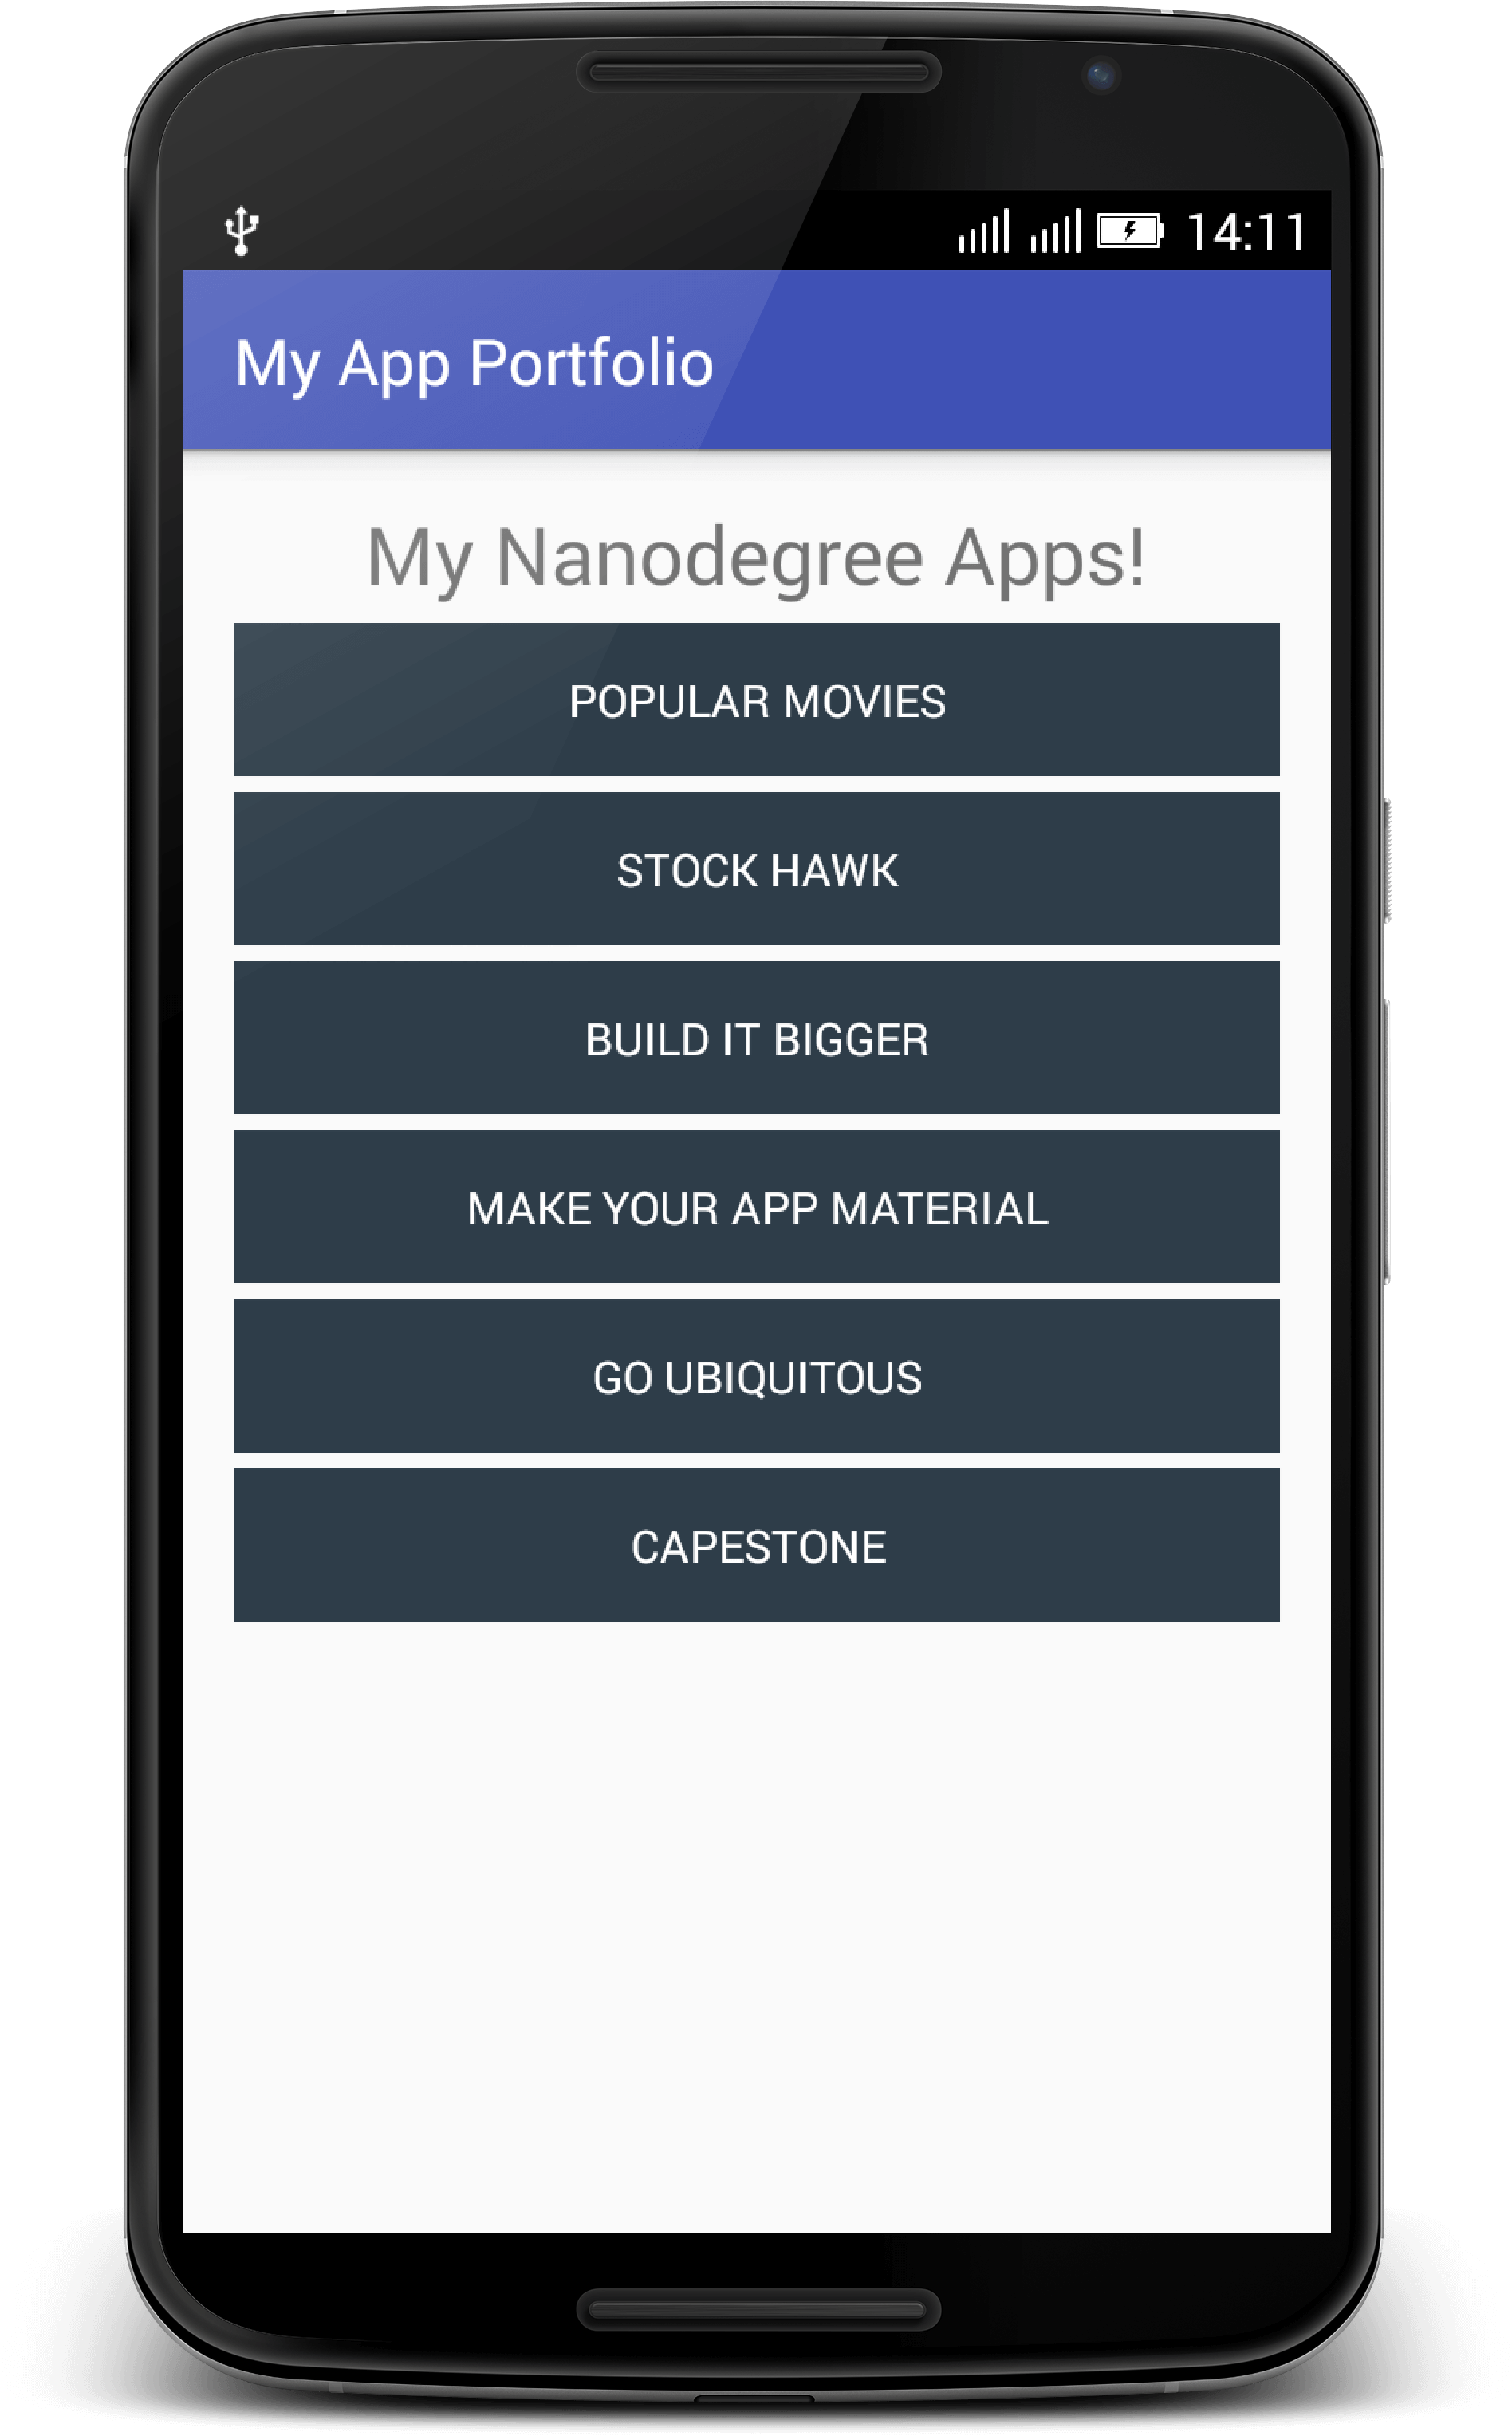 14:11
My App Portfolio
My Nanodegree Apps!
POPULAR MOVIES
STOCK HAWK
BUILD IT BIGGER
MAKE YOUR APP MATERIAL
GO UBIQUITOUS
CAPESTONE